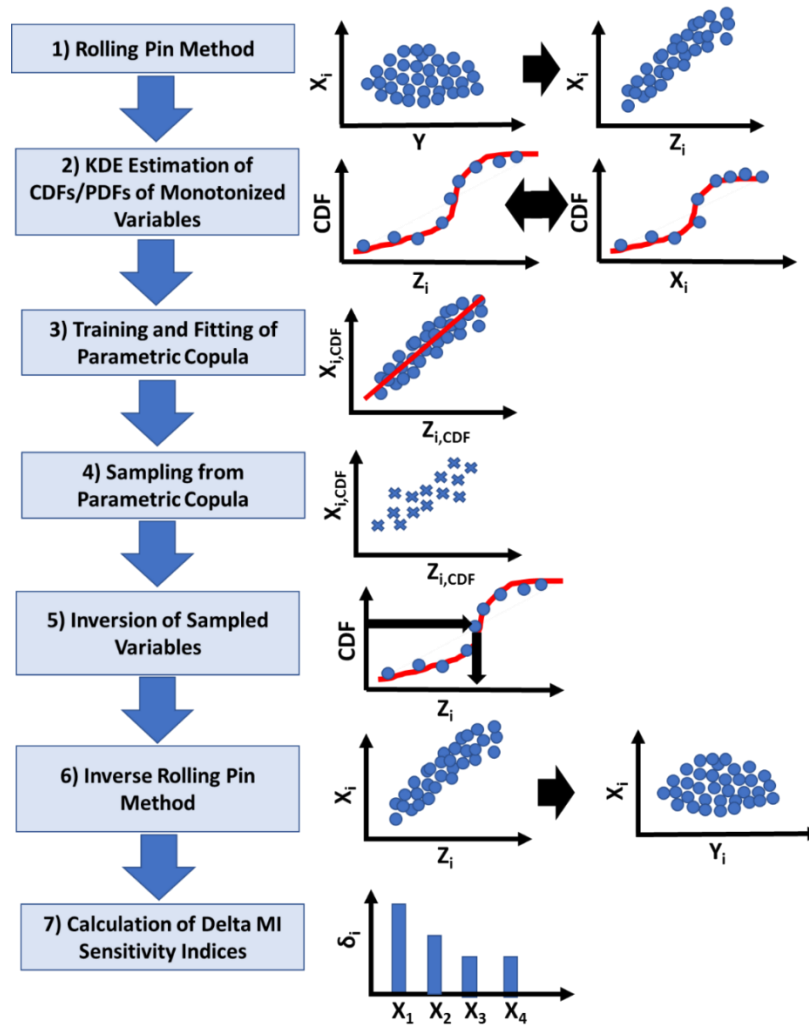 1) Rolling Pin Method
Xi
Y
Xi
Zi
2) KDE Estimation of
CDFs/PDFs of Monotonized
Variables
CDF
Zi
CDF
Xi
3) Training and Fitting of
Parametric Copula
Xi,CDF
Zi,CDF
4) Sampling from
Parametric Copula
Xi,CDF
Zi,CDF
5) Inversion of Sampled
Variables
CDF
Zi
6) Inverse Rolling Pin
Method
Xi
Zi
Xi
Yi
7) Calculation of Delta MI
Sensitivity Indices
δi
X1 X2 X3 X4